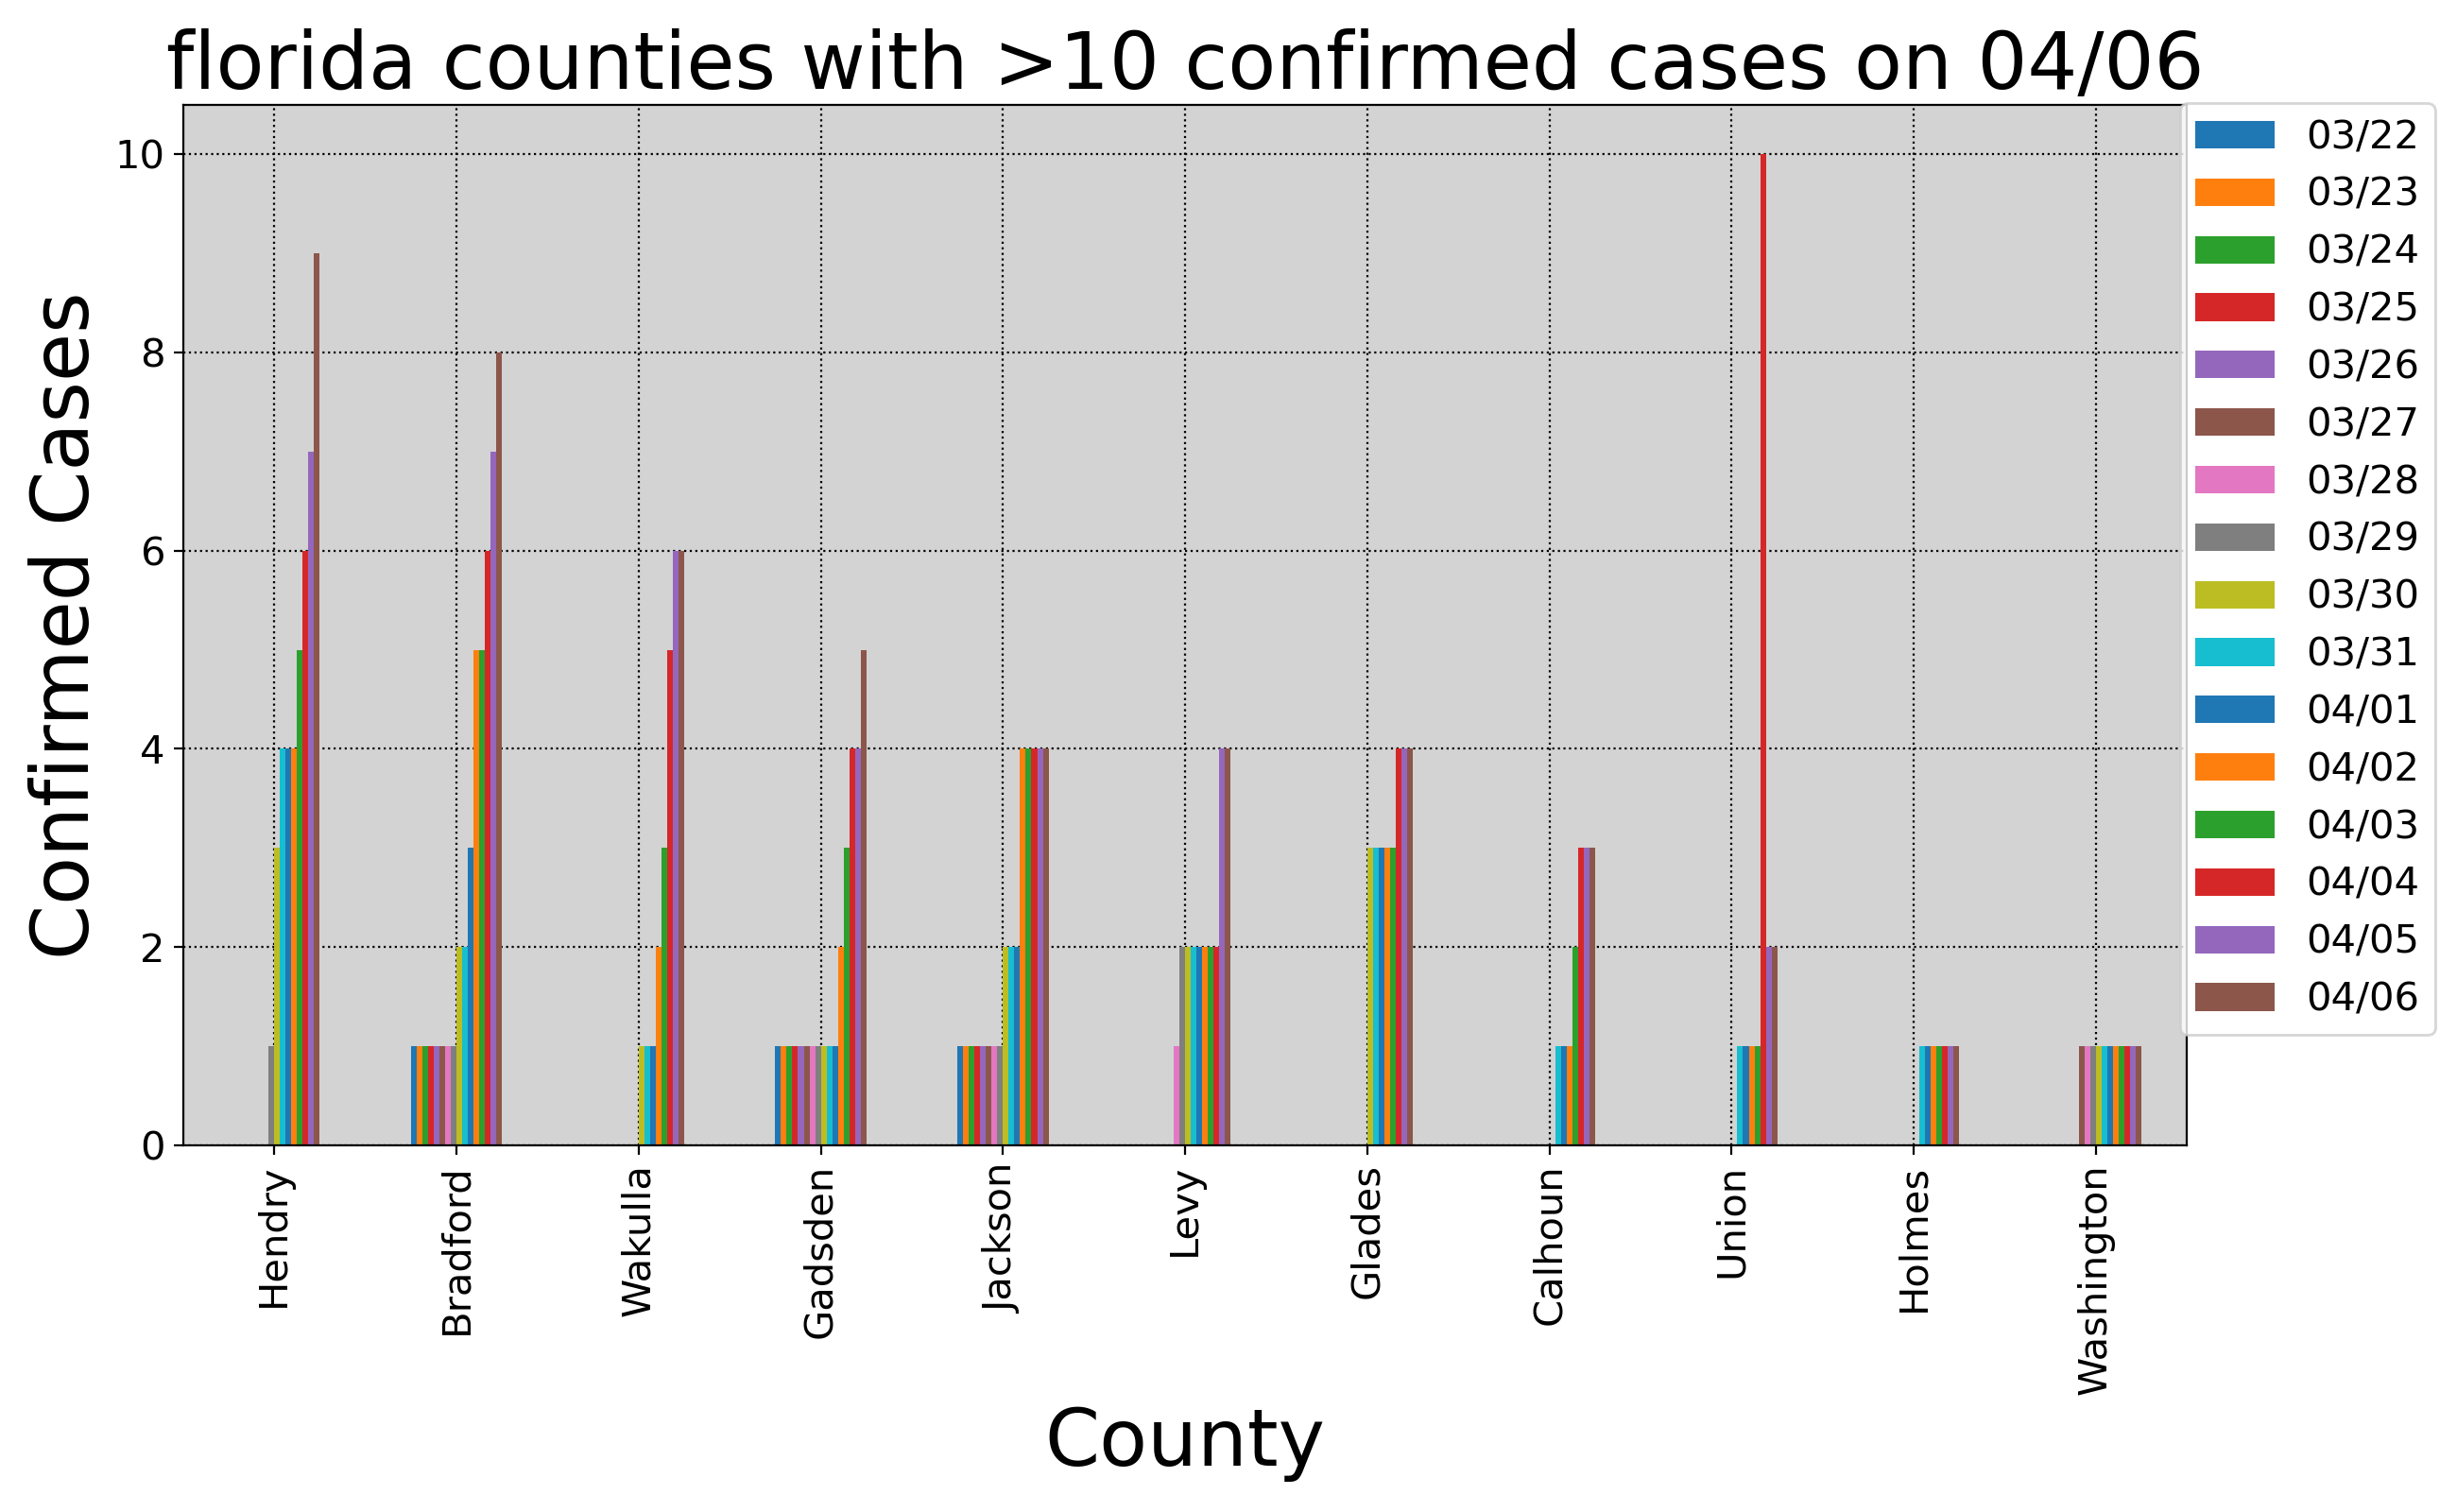 florida counties with >10 confirmed cases on 04/06
Confirmed Cases
10
8
6
4
2
0
03/22
03/23
03/24
03/25
03/26
03/27
03/28
03/29
03/30
03/31
04/01
04/02
04/03
04/04
04/05
04/06
Hendry
Bradford
Wakulla
Gadsden
Jackson
Levy
Glades
Calhoun
Union
Holmes
Washington
County